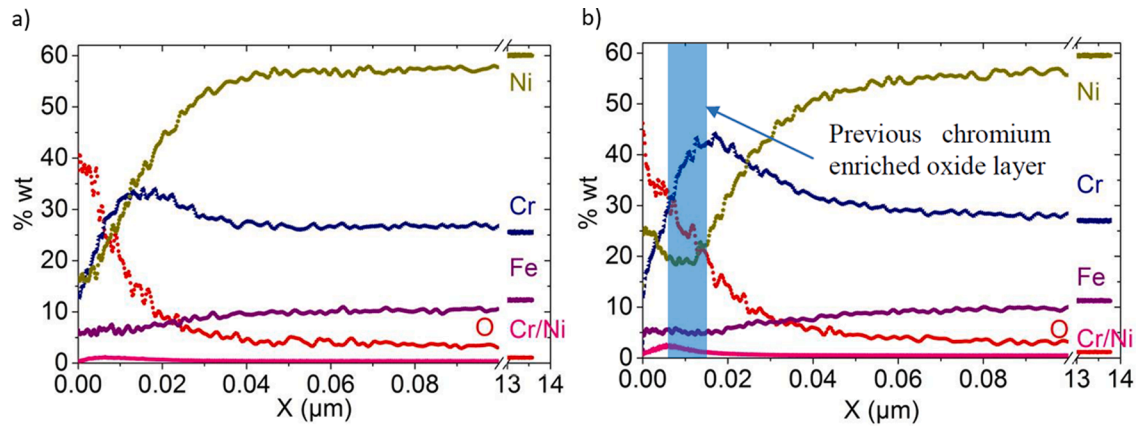 a)
60
50
40
30
20
10
0
% wt
Ni
Cr
Fe
O
Cr/Ni
0.00 0.02 0.04 0.06 0.08 0.10 13 14
X (µm)
b)
60
50
40
30
20
10
0
% wt
Ni
Previous chromium
enriched oxide layer
Cr
Fe
O
Cr/Ni
0.00 0.02 0.04 0.06 0.08 13 14
X (µm)